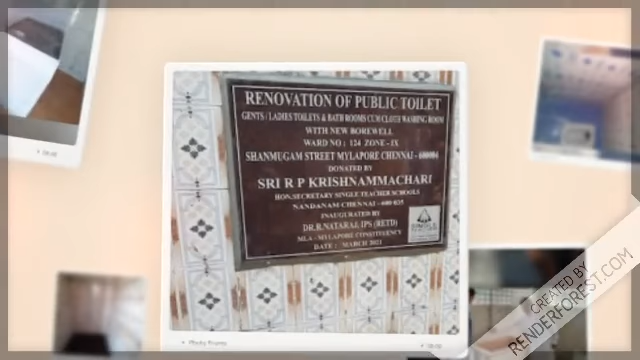 RENOVATION OF PUBLIC TOILET
GENTS / LADIES TOILETS & BATH ROOMS CUM CLOTH WASHING ROOM
WITH NEW BOREWELL
WARD NO : 124 ZONE - IX
SHANMUGAM STREET MYLAPORE CHENNAI - 600004
DONATED BY
SRI R P KRISHNAMMACHARI
HON.SECRETARY SINGLE TEACHER SCHOOLS
NANDANAM CHENNAI - 600 035
INAUGURATED BY
DR.R.NATARAJ, IPS (RETD)
MLA - MYLAPORE CONSTITUENCY
DATE : MARCH 2021
CREATED BY
RENDERFOREST.COM